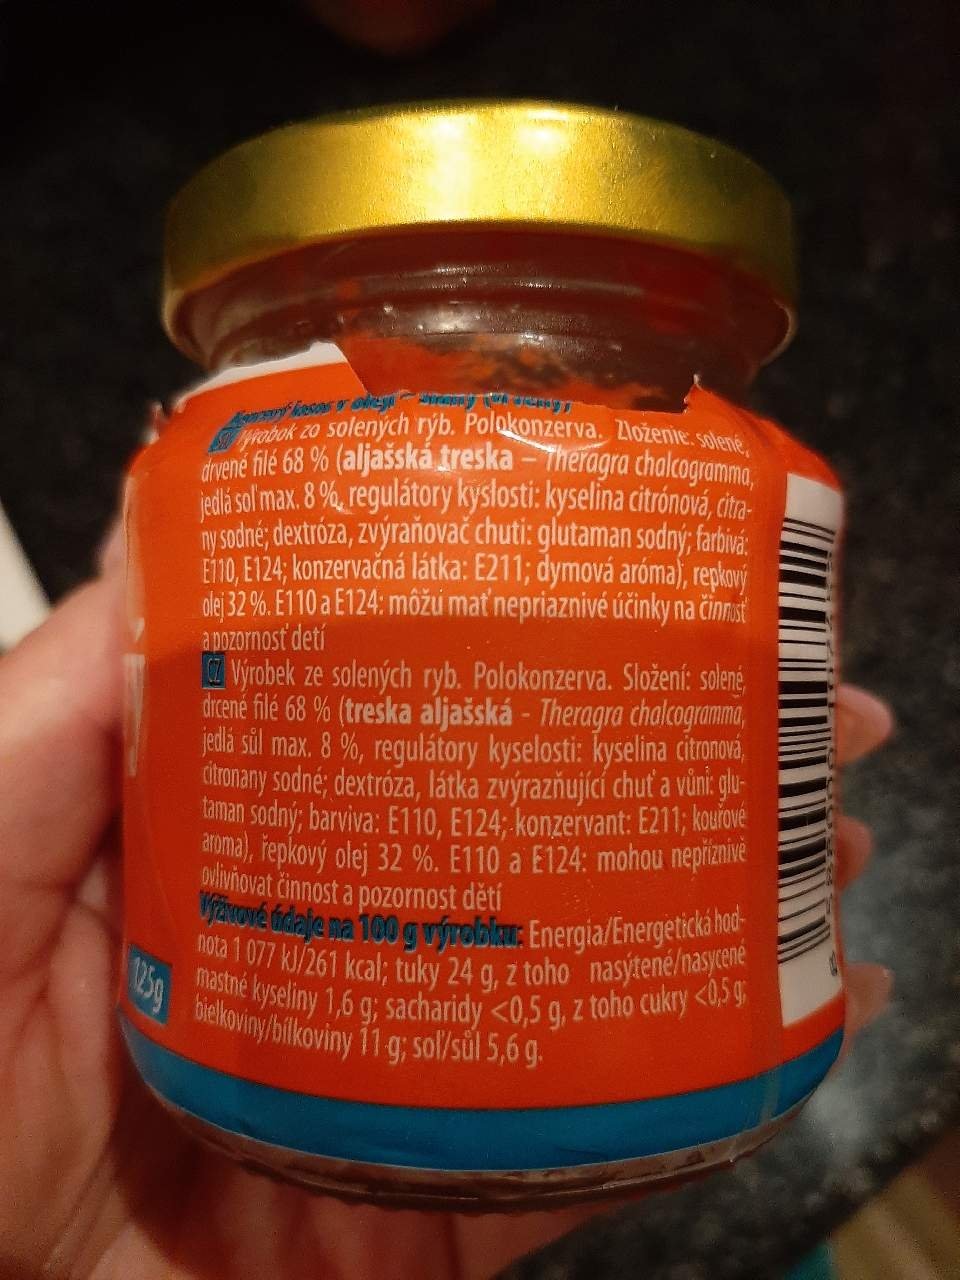 losos v oleji –
SK Výrobok zo solených rýb. Polokonzerva. Zloženie: solené,
drvené filé 68 % (aljašská treska – Theragra chalcogramma,
jedlá soľ max. 8 %, regulátory kyslosti: kyselina citrónová, citra-
ny sodné; dextróza, zvýraňovač chuti: glutaman sodný; farbivá:
E110, E124; konzervačná látka: E211; dymová aróma), repkový
olej 32 %. E110 a E124: môžu mať nepriaznivé účinky na činnosť
a pozornosť detí
CZ Výrobek ze solených ryb. Polokonzerva. Složení: solené,
drcené filé 68 % (treska aljašská - Theragra chalcogramma,
jedlá sůl max. 8 %, regulátory kyselosti: kyselina citronová,
citronany sodné; dextróza, látka zvýrazňující chuť a vůni: glu-
taman sodný; barviva: E110, E124; konzervant: E211; kouřové
aroma), řepkový olej 32 %. E110 a E124: mohou nepříznivě
ovlivňovat činnost a pozornost dětí
Výživové údaje na 100 g výrobku: Energia/Energetická hod-
nota 1 077 kJ/261 kcal; tuky 24 g, z toho nasýtené/nasycené
mastné kyseliny 1,6 g; sacharidy <0,5 g, z toho cukry <0,5 g;
bielkoviny/bílkoviny 11 g; soľ/sůl 5,6 g.
125g